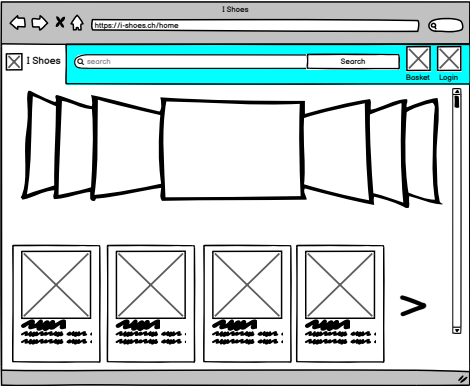 I Shoes
https://i-shoes.ch/home
I Shoes
search
Search
Basket
Login